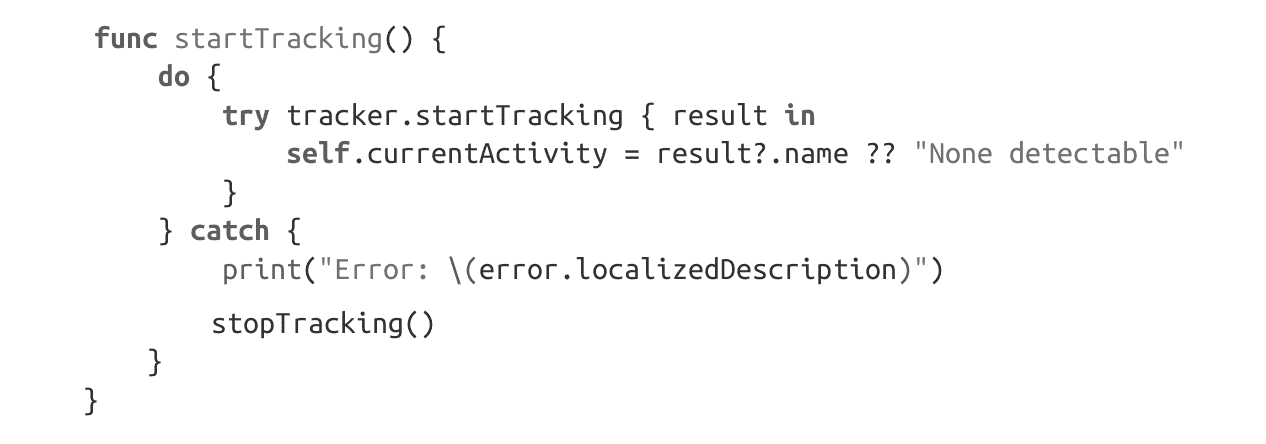 func startTracking() {
    do {
        try tracker.startTracking { result in
            self.currentActivity = result?.name ?? "None detectable"
        }
    } catch {
        print("Error: \(error.localizedDescription)")
        stopTracking()
    }
}